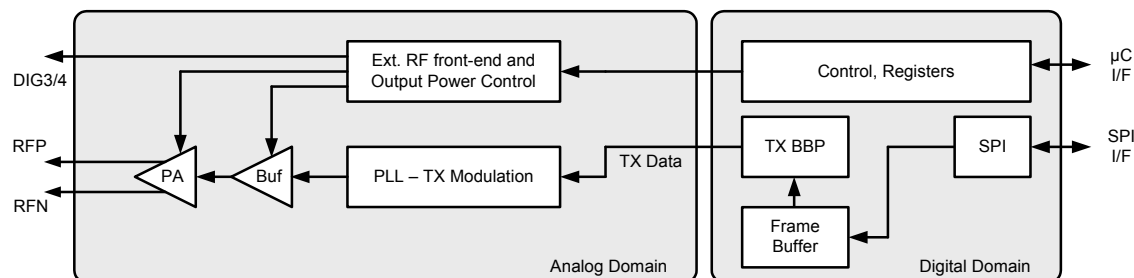 DIG3/4
Ext. RF front-end and
Output Power Control
Control, Registers
µC
I/F
RFP
RFN
PA
Buf
PLL – TX Modulation
TX Data
TX BBP
SPI
SPI
I/F
Frame
Buffer
Analog Domain
Digital Domain